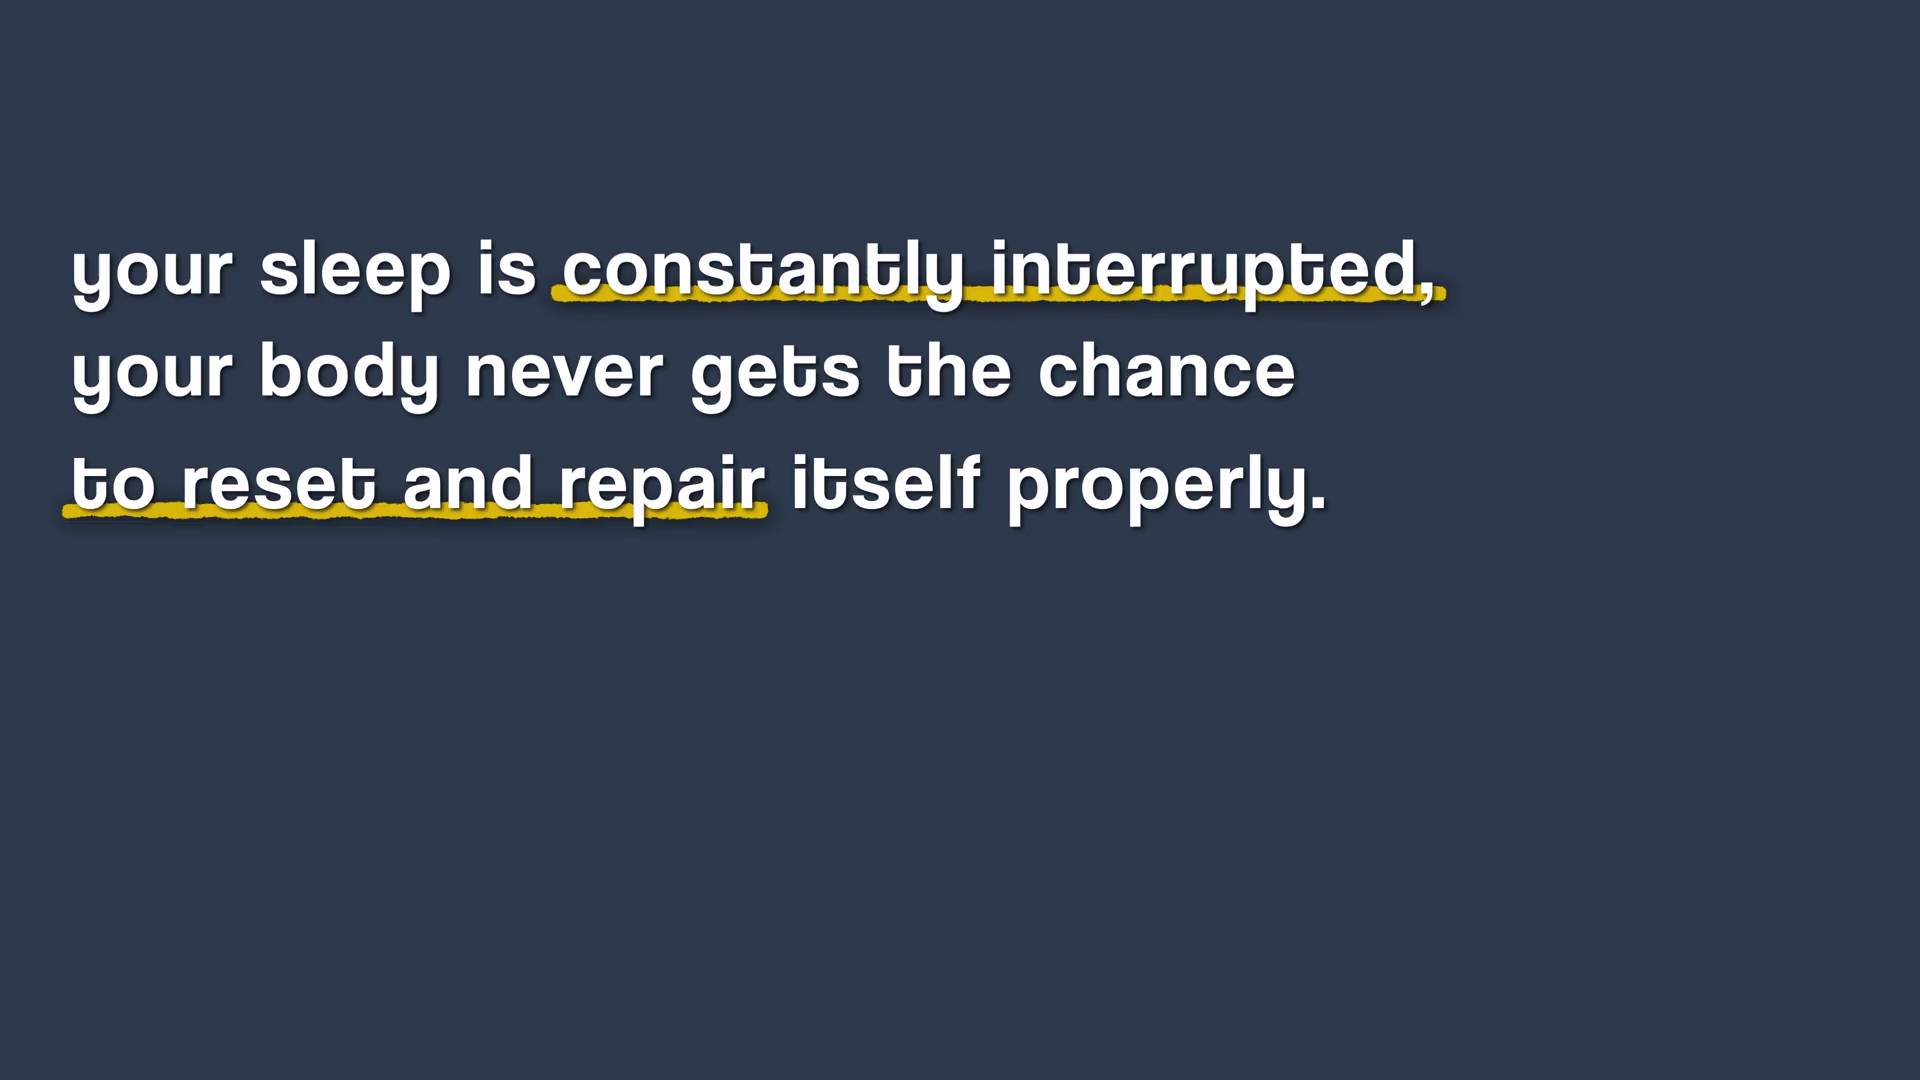 your sleep is constantly interrupted,
your body never gets the chance
to reset and repair itself properly.